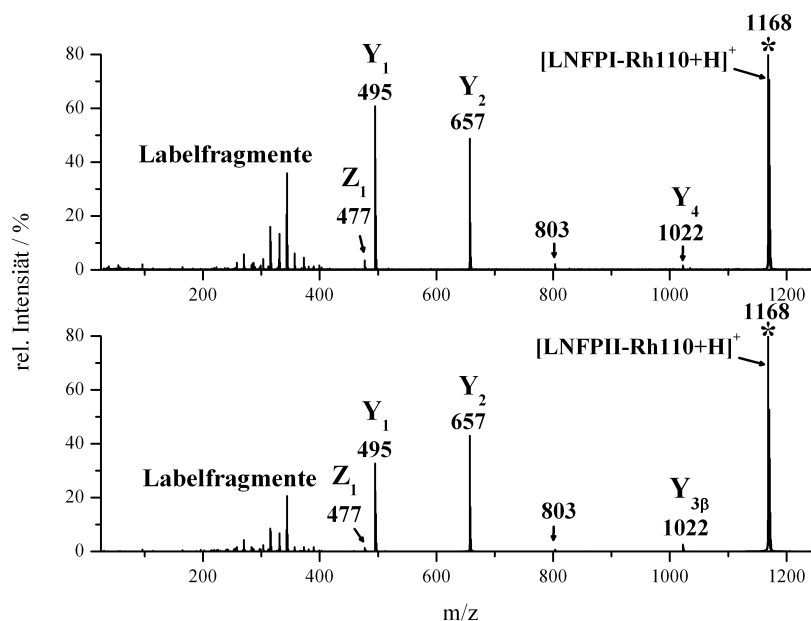 1168
*
[LNFPI-Rh110+H]+
Y1
495
Y2
657
Labelfragmente
Z1
477
803
Y4
1022
80
60
40
20
0
200 400 600 800 1000 1200
rel. Intensiät / %
1168
*
[LNFPII-Rh110+H]+
Y1
495
Y2
657
Labelfragmente
Z1
477
803
Y3β
1022
80
60
40
20
0
200 400 600 800 1000 1200
m/z